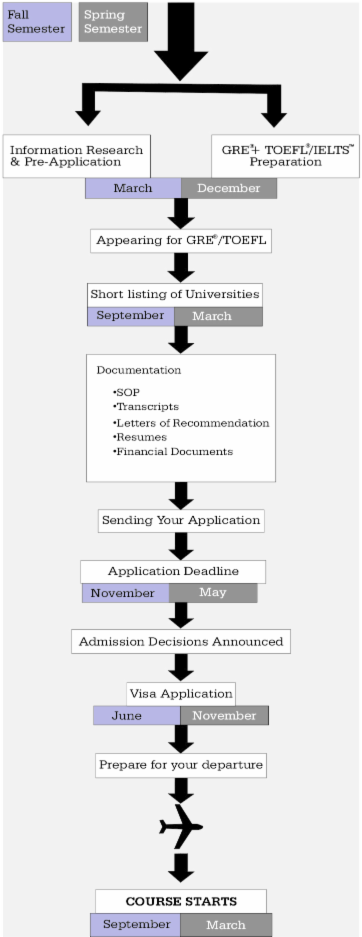 Fall
Semester
Spring
Semester
Information Research
& Pre-Application
GRE®+ TOEFL®/IELTS™
Preparation
March
December
Appearing for GRE®/TOEFL
Short listing of Universities
September
March
Documentation
•SOP
•Transcripts
•Letters of Recommendation
•Resumes
•Financial Documents
Sending Your Application
Application Deadline
November
May
Admission Decisions Announced
Visa Application
June
November
Prepare for your departure
COURSE STARTS
September
March